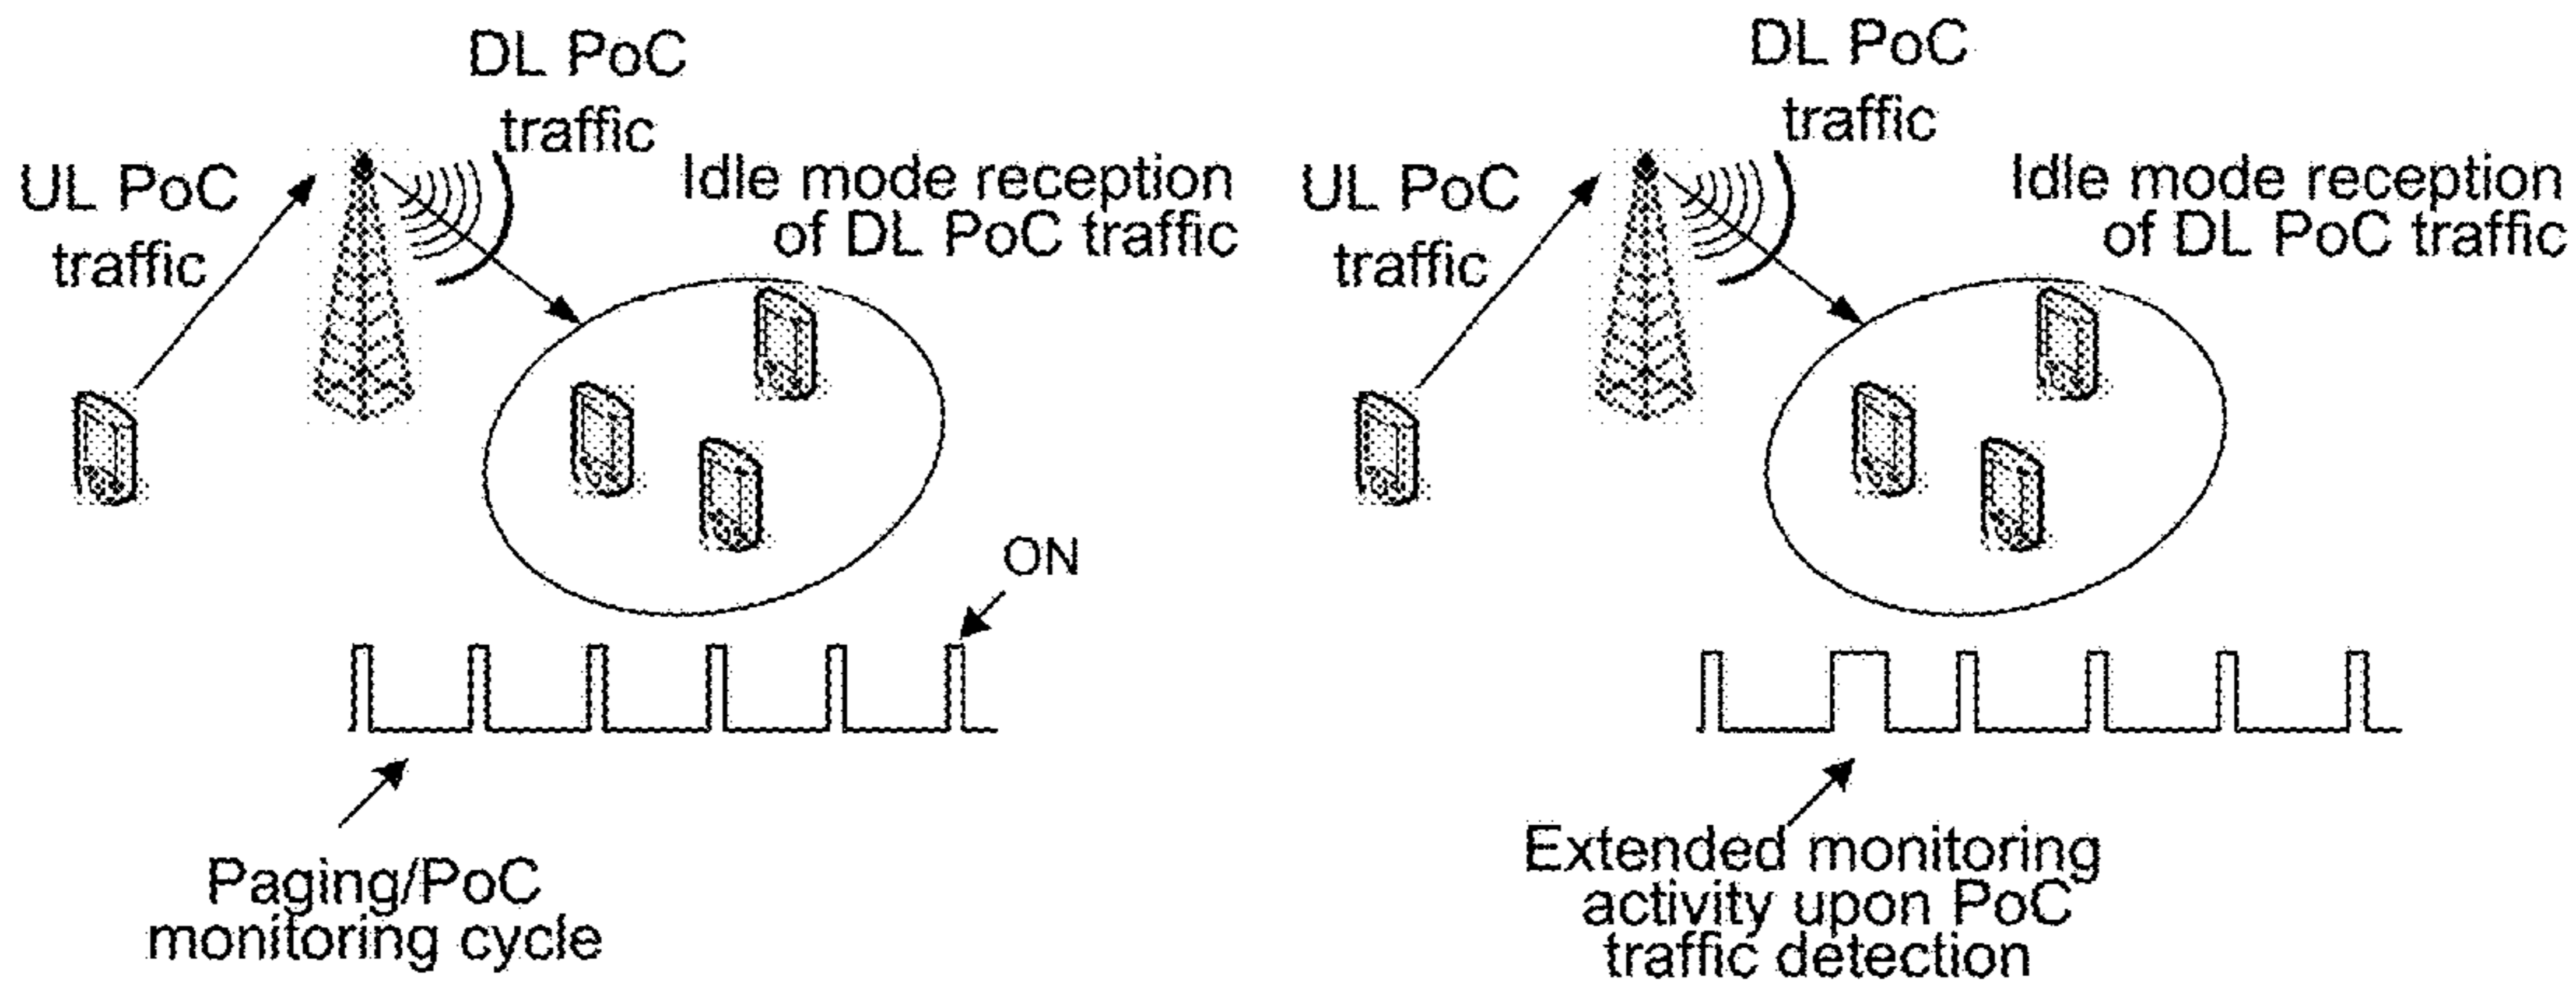 DL PoC
traffic
UL PoC
traffic
Idle mode reception
of DL PoC traffic
ON
Paging/PoC
monitoring cycle
DL PoC
traffic
UL PoC
traffic
Idle mode reception
of DL PoC traffic
Extended monitoring
activity upon PoC
traffic detection